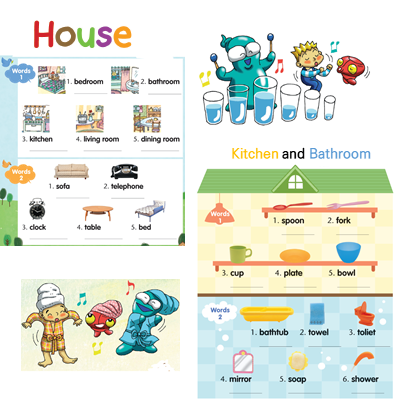 House
Words 1
1. bedroom 2. bathroom
3. kitchen 4. living room 5. dining room
Words 2
1. sofa 2. telephone
3. clock 4. table 5. bed
Kitchen and Bathroom
Words 1
1. spoon 2. fork
3. cup 4. plate 5. bowl
Words 2
1. bathtub 2. towel 3. toliet
4. mirror 5. soap 6. shower